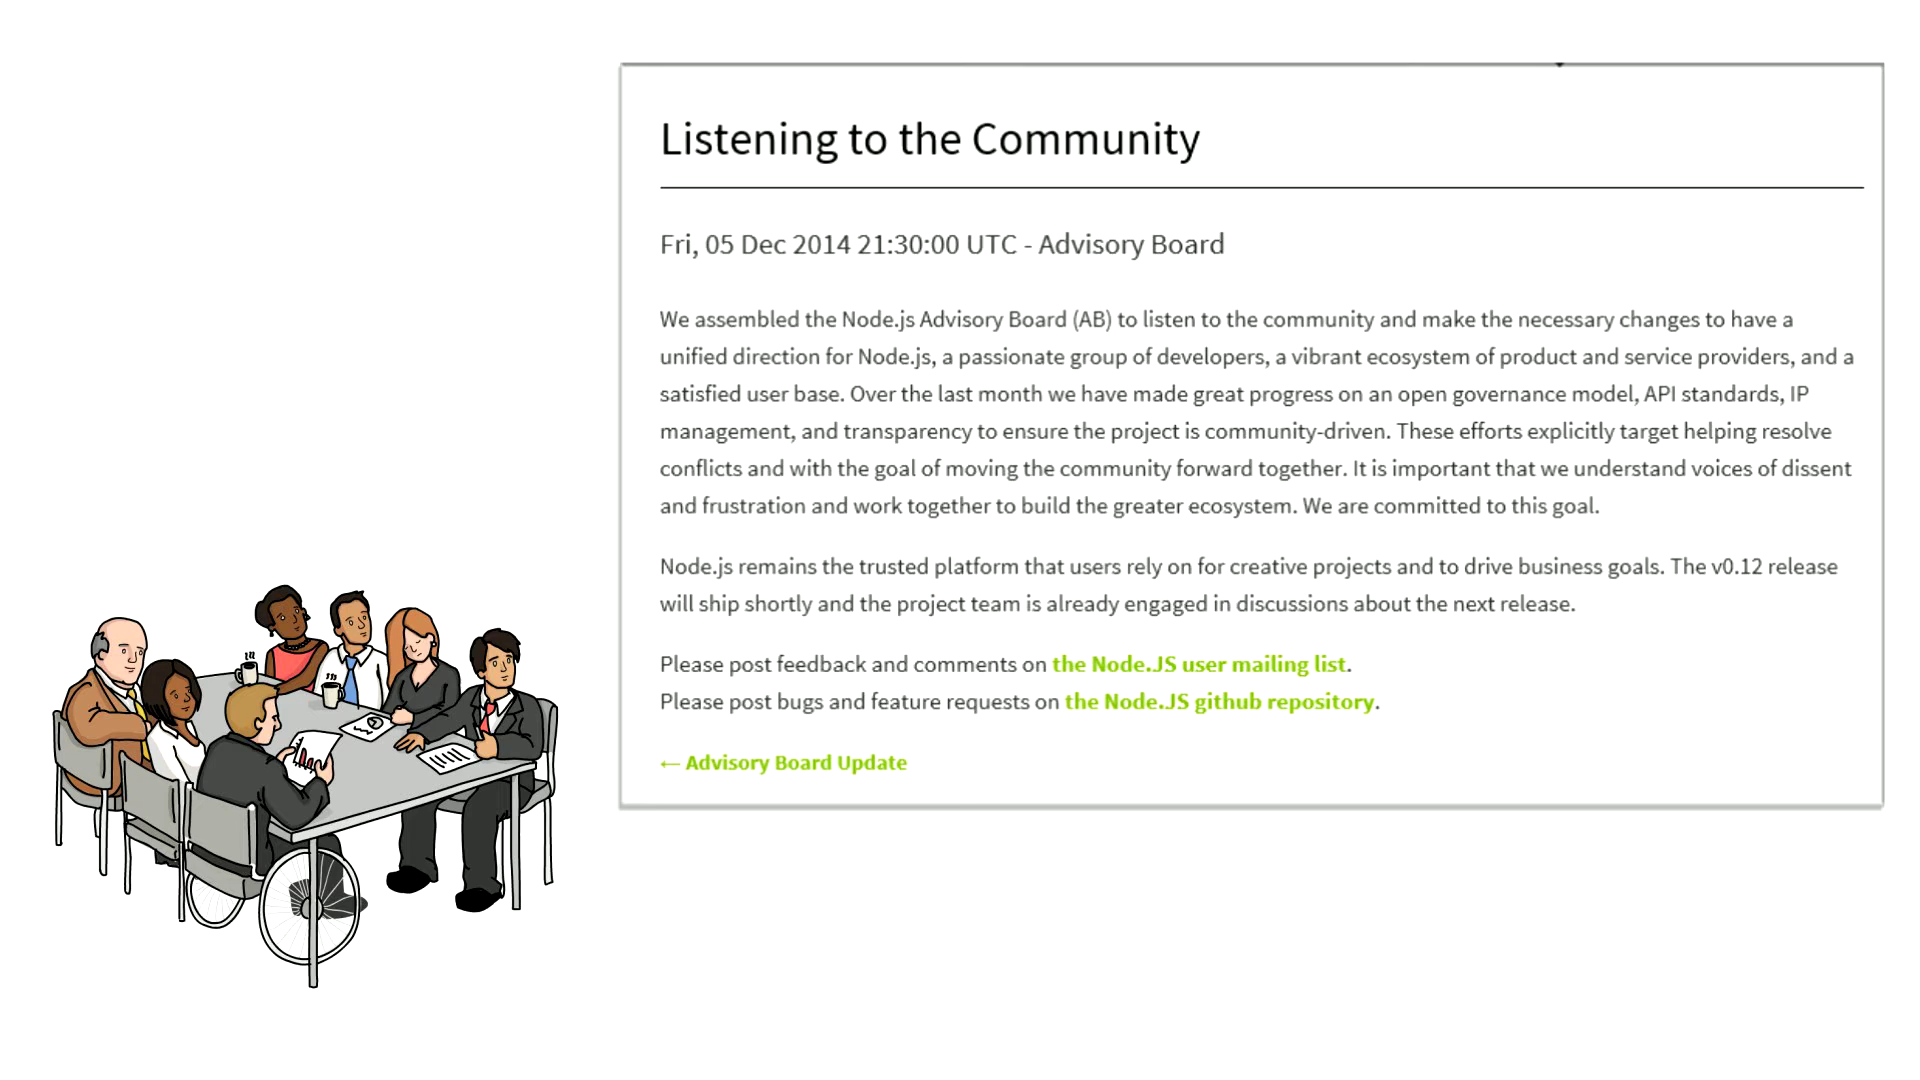 Listening to the Community
Fri, 05 Dec 2014 21:30:00 UTC - Advisory Board
We assembled the Node.js Advisory Board (AB) to listen to the community and make the necessary changes to have a
unified direction for Node.js, a passionate group of developers, a vibrant ecosystem of product and service providers, and a
satisfied user base. Over the last month we have made great progress on an open governance model, API standards, IP
management, and transparency to ensure the project is community-driven. These efforts explicitly target helping resolve
conflicts and with the goal of moving the community forward together. It is important that we understand voices of dissent
and frustration and work together to build the greater ecosystem. We are committed to this goal.
Node.js remains the trusted platform that users rely on for creative projects and to drive business goals. The v0.12 release
will ship shortly and the project team is already engaged in discussions about the next release.
Please post feedback and comments on the Node.JS user mailing list.
Please post bugs and feature requests on the Node.JS github repository.
← Advisory Board Update